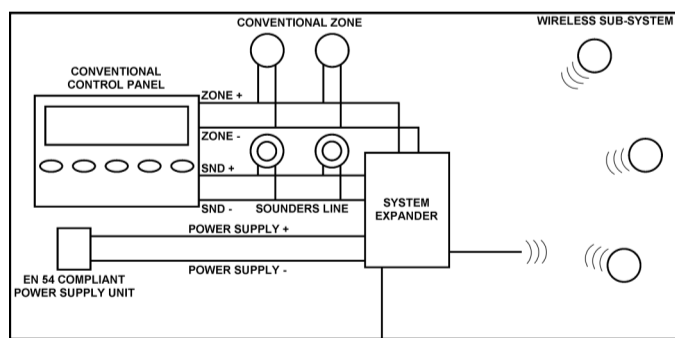 CONVENTIONAL ZONE
WIRELESS SUB-SYSTEM
CONVENTIONAL
CONTROL PANEL
ZONE +
ZONE -
SND +
SND -
SOUNDERS LINE
SYSTEM
EXPANDER
POWER SUPPLY +
POWER SUPPLY -
EN 54 COMPLIANT
POWER SUPPLY UNIT